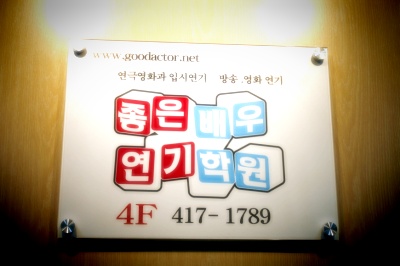 www.goodactor.net
연극영화과 입시연기 방송.영화 연기
좋은배우
연기학원
4F 417-1789